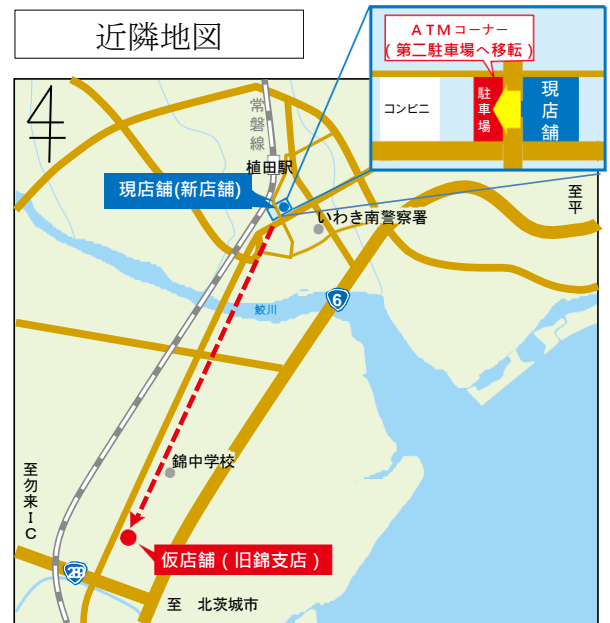 近隣地図
ATMコーナー
(第二駐車場へ移転)
コンビニ
駐車場
現店舗
常磐線
植田駅
現店舗(新店舗)
いわき南警察署
至平
6
鮫川
錦中学校
至勿来IC
仮店舗(旧錦支店)
289
至 北茨城市